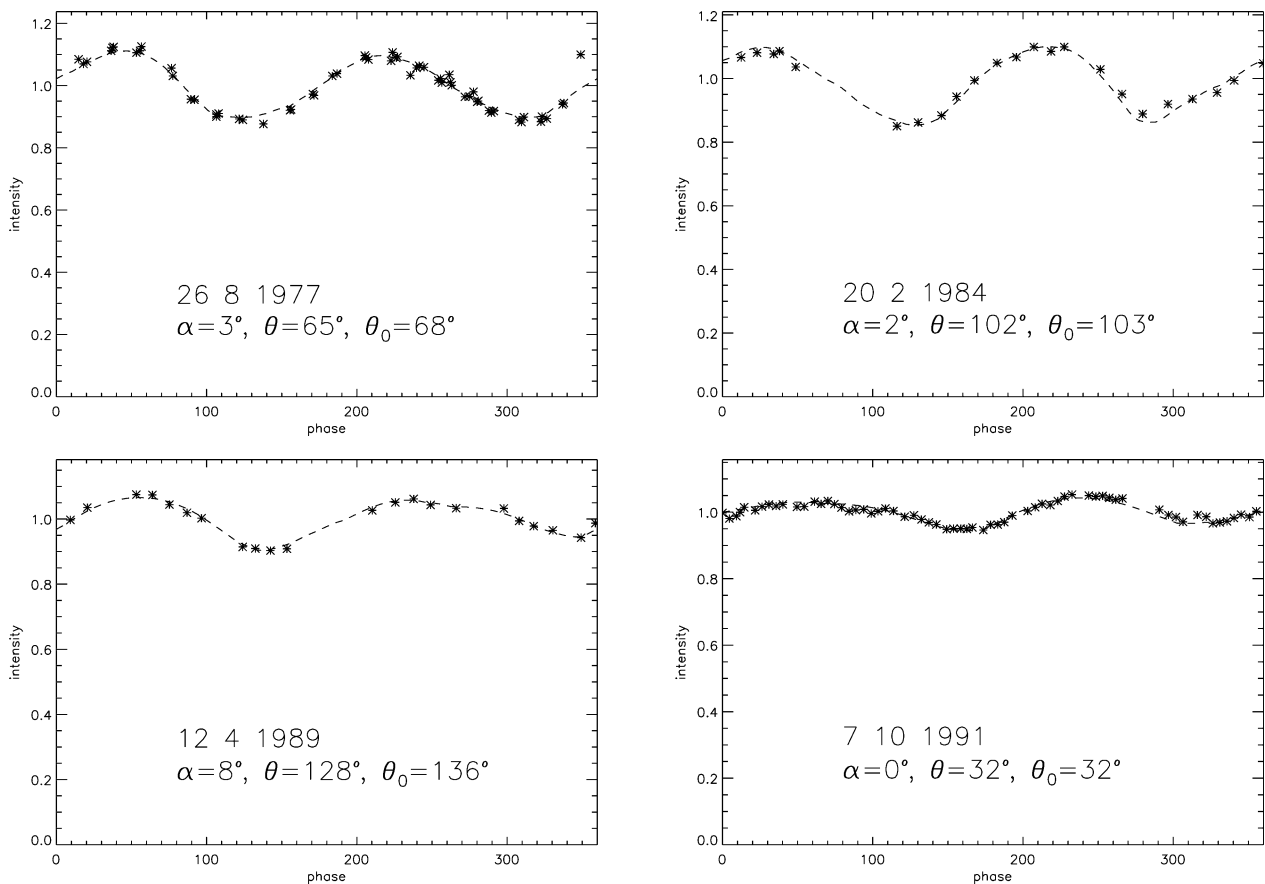 1.2
1.0
0.8
0.6
0.4
0.2
0.0
intensity
26 8 1977
α=3°, θ=65°, θ₀=68°
0 100 200 300
phase
1.2
1.0
0.8
0.6
0.4
0.2
0.0
intensity
20 2 1984
α=2°, θ=102°, θ₀=103°
0 100 200 300
phase
1.0
0.8
0.6
0.4
0.2
0.0
intensity
12 4 1989
α=8°, θ=128°, θ₀=136°
0 100 200 300
phase
1.0
0.8
0.6
0.4
0.2
0.0
intensity
7 10 1991
α=0°, θ=32°, θ₀=32°
0 100 200 300
phase